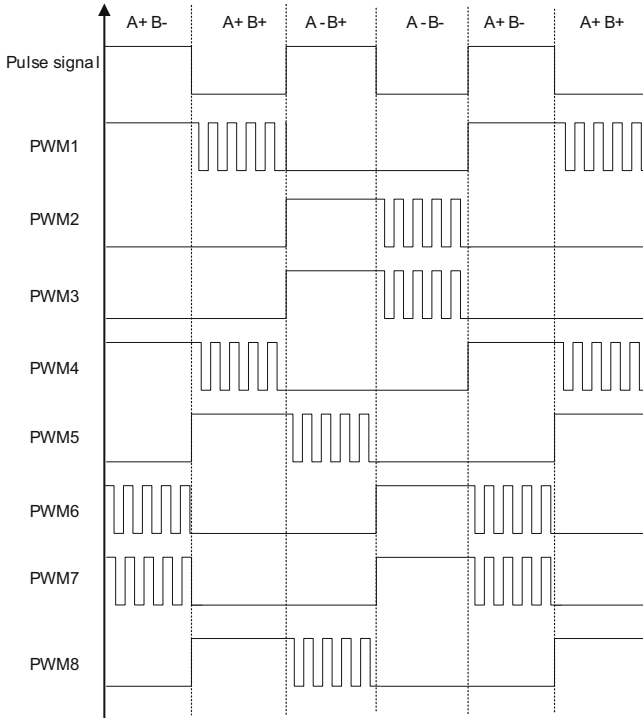 A+ B- A+ B+ A - B+ A - B- A+ B- A+ B+
Pulse signal
PWM1
PWM2
PWM3
PWM4
PWM5
PWM6
PWM7
PWM8